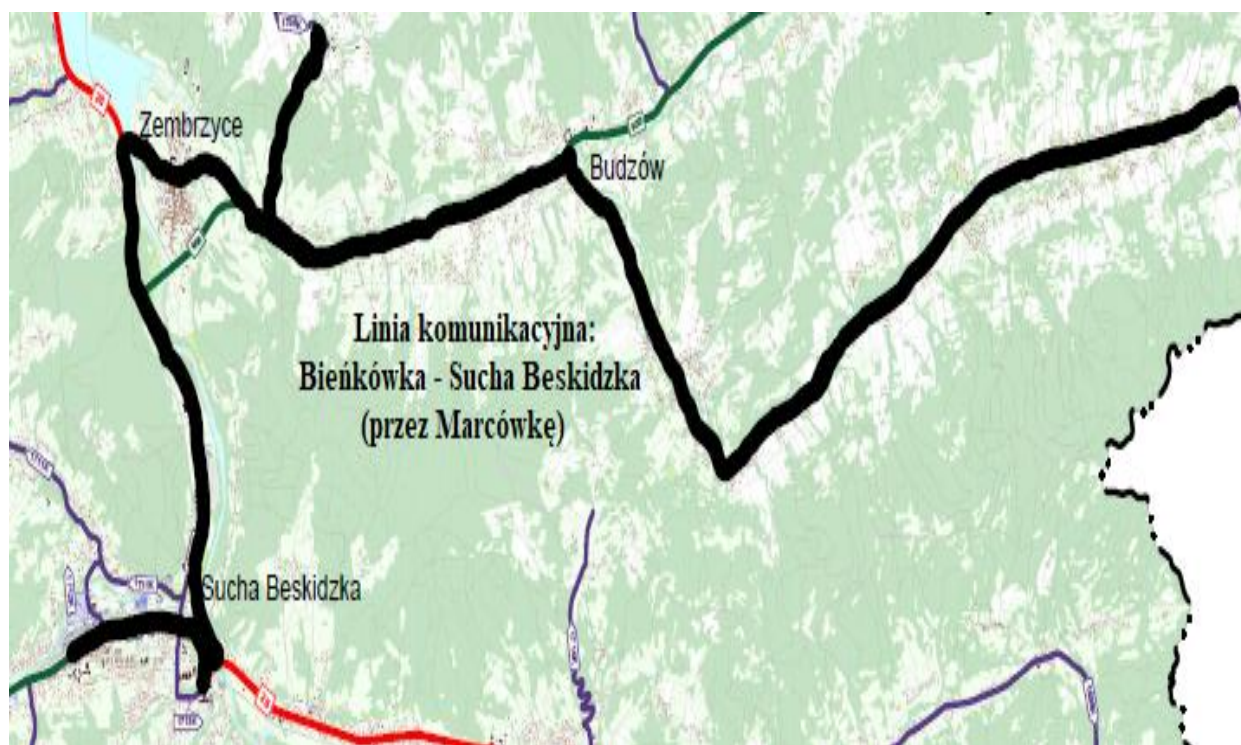 Zembrzyce
Budzów
Linia komunikacyjna:
Bieńkówka - Sucha Beskidzka
(przez Marcówkę)
Sucha Beskidzka